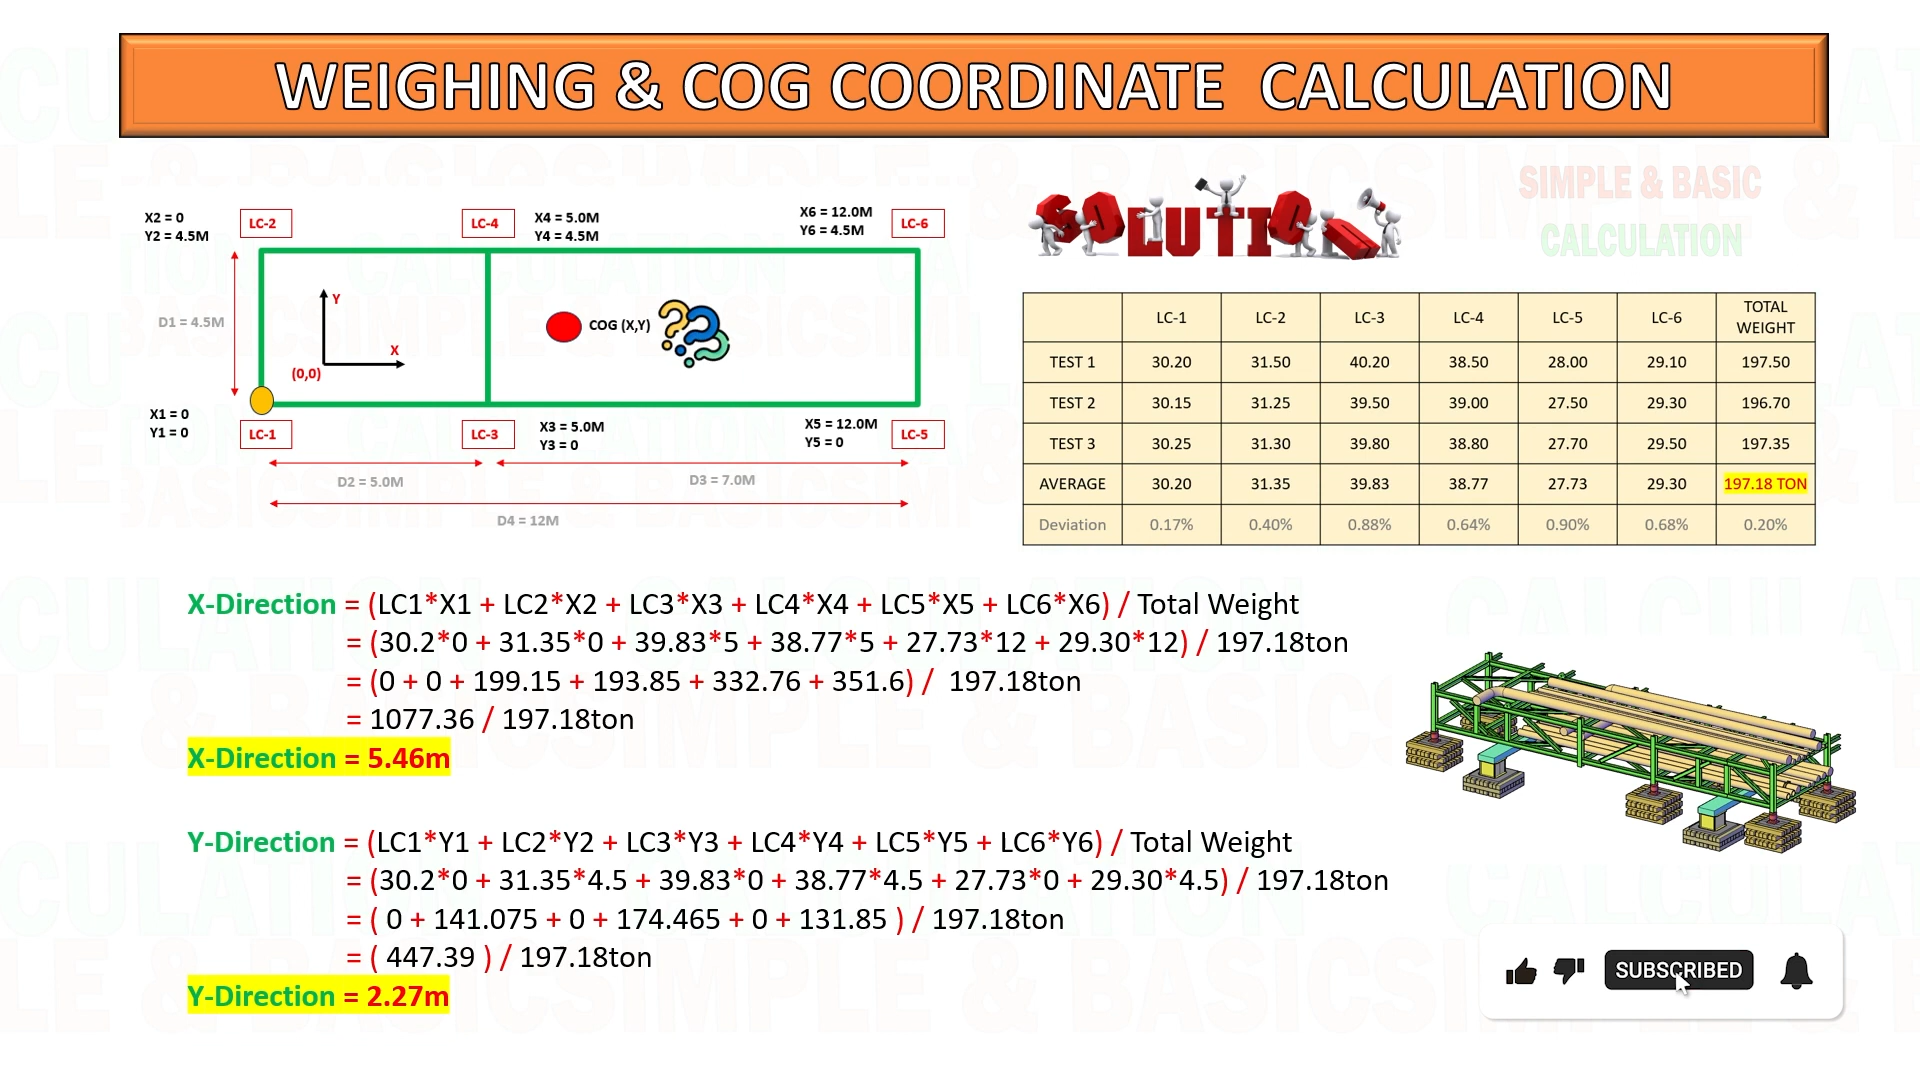 WEIGHING & COG COORDINATE CALCULATION
X2 = 0
Y2 = 4.5M
LC-2
LC-4
X4 = 5.0M
Y4 = 4.5M
X6 = 12.0M
Y6 = 4.5M
LC-6
D1 = 4.5M
Y
X
(0,0)
COG (X,Y)
X1 = 0
Y1 = 0
LC-1
LC-3
X3 = 5.0M
Y3 = 0
X5 = 12.0M
Y5 = 0
LC-5
D2 = 5.0M
D3 = 7.0M
D4 = 12M
SOLUTION
SIMPLE & BASIC
CALCULATION
LC-1 LC-2 LC-3 LC-4 LC-5 LC-6 TOTAL WEIGHT
TEST 1 30.20 31.50 40.20 38.50 28.00 29.10 197.50
TEST 2 30.15 31.25 39.50 39.00 27.50 29.30 196.70
TEST 3 30.25 31.30 39.80 38.80 27.70 29.50 197.35
AVERAGE 30.20 31.35 39.83 38.77 27.73 29.30 197.18 TON
Deviation 0.17% 0.40% 0.88% 0.64% 0.90% 0.68% 0.20%
X-Direction = (LC1*X1 + LC2*X2 + LC3*X3 + LC4*X4 + LC5*X5 + LC6*X6) / Total Weight
= (30.2*0 + 31.35*0 + 39.83*5 + 38.77*5 + 27.73*12 + 29.30*12) / 197.18ton
= (0 + 0 + 199.15 + 193.85 + 332.76 + 351.6) / 197.18ton
= 1077.36 / 197.18ton
X-Direction = 5.46m
Y-Direction = (LC1*Y1 + LC2*Y2 + LC3*Y3 + LC4*Y4 + LC5*Y5 + LC6*Y6) / Total Weight
= (30.2*0 + 31.35*4.5 + 39.83*0 + 38.77*4.5 + 27.73*0 + 29.30*4.5) / 197.18ton
= ( 0 + 141.075 + 0 + 174.465 + 0 + 131.85 ) / 197.18ton
= ( 447.39 ) / 197.18ton
Y-Direction = 2.27m
SUBSCRIBED